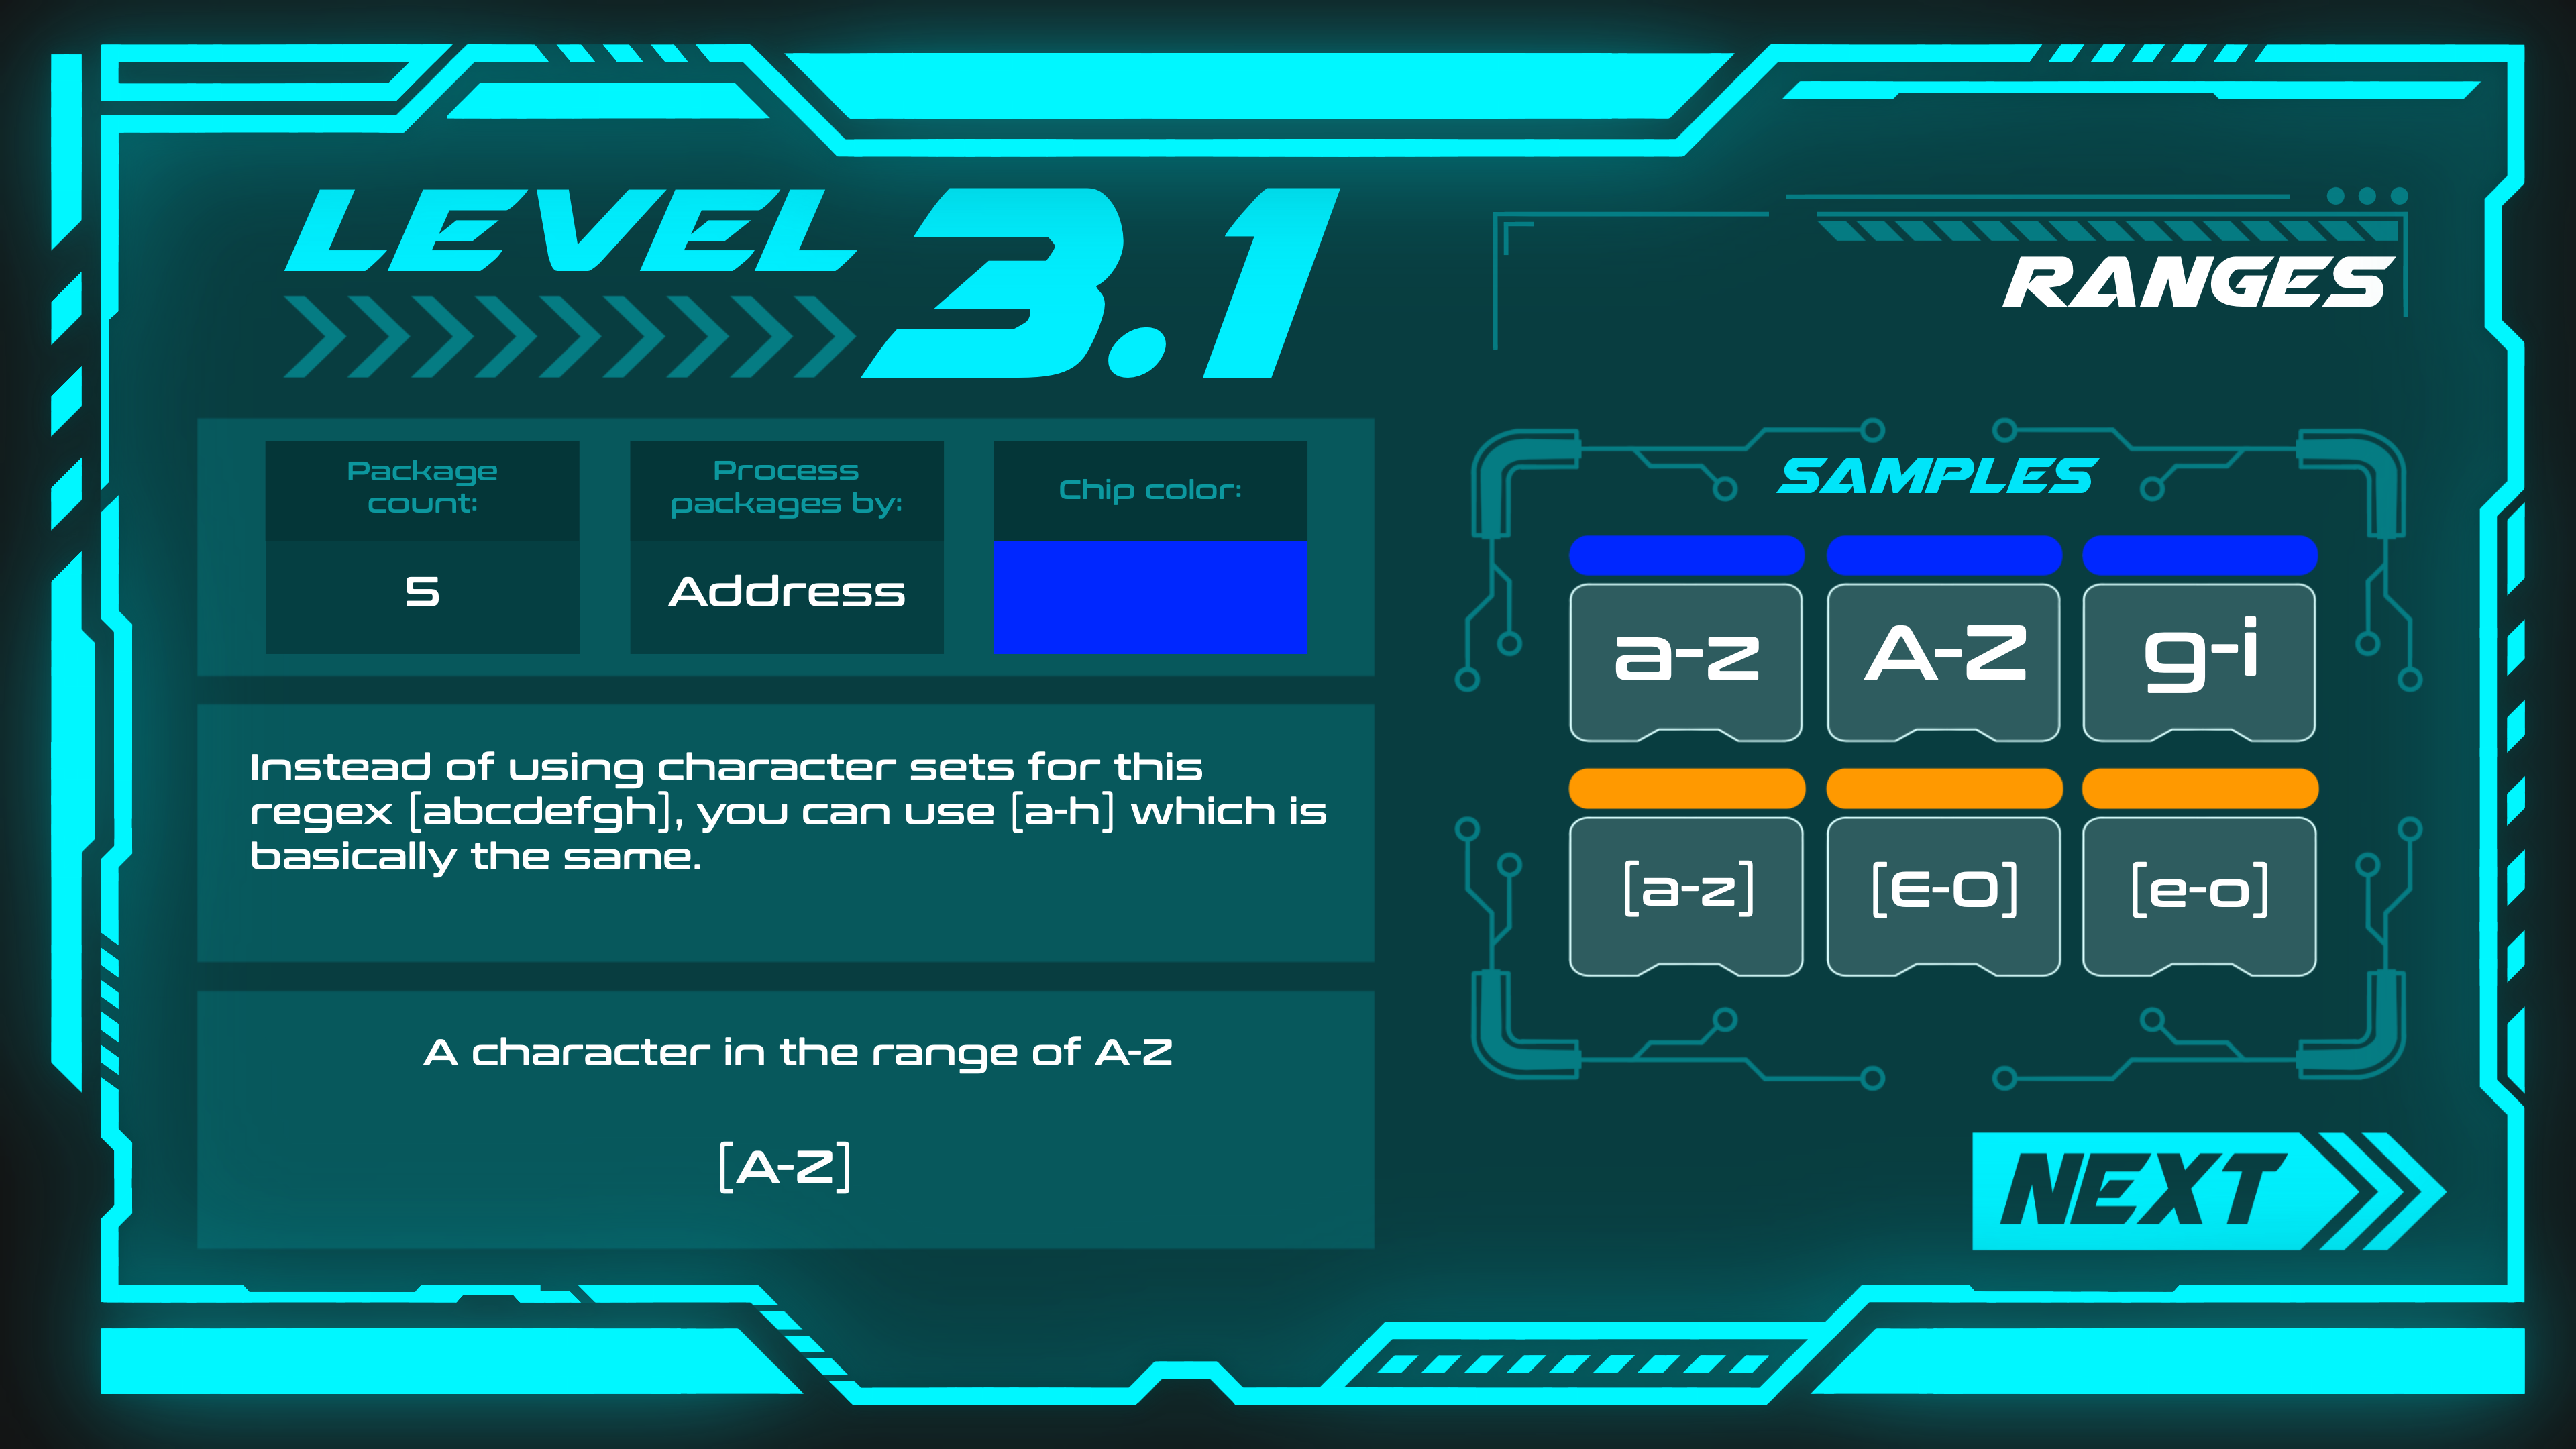 LEVEL 3.1
RANGES
Package
count:
5
Process
packages by:
Address
Chip color:
SAMPLES
a-z
A-Z
g-i
[a-z]
[E-O]
[e-o]
Instead of using character sets for this
regex [abcdefgh], you can use [a-h] which is
basically the same.
A character in the range of A-Z
[A-Z]
NEXT